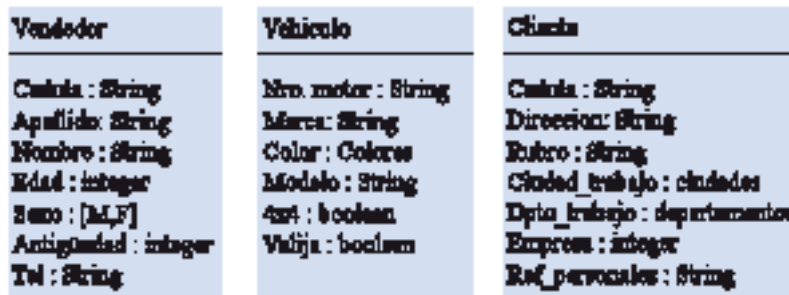 Vendedor
Cedula : String
Apellido: String
Nombre : String
Edad : integer
Sexo : [M,F]
Antigüedad : integer
Tel : String
Vehiculo
Nro. motor : String
Marca: String
Color : Colores
Modelo : String
4x4 : boolean
Valija : boolean
Cliente
Cedula : String
Direccion: String
Rubro : String
Ciudad_trabajo : ciudades
Dpto_trabajo : departamentos
Empresa : integer
Ref_personales : String